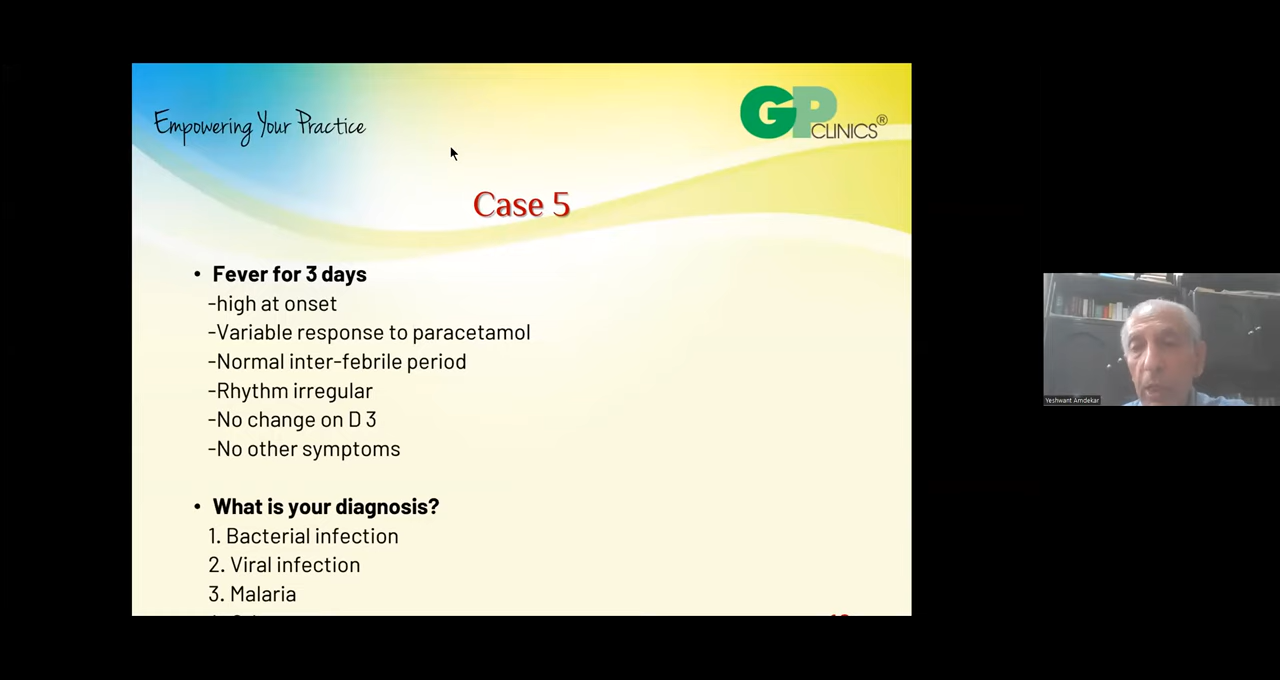 Empowering Your Practice
GP CLINICS®
Case 5
• Fever for 3 days
-high at onset
-Variable response to paracetamol
-Normal inter-febrile period
-Rhythm irregular
-No change on D 3
-No other symptoms
• What is your diagnosis?
1. Bacterial infection
2. Viral infection
3. Malaria
Yeshwant Amdekar